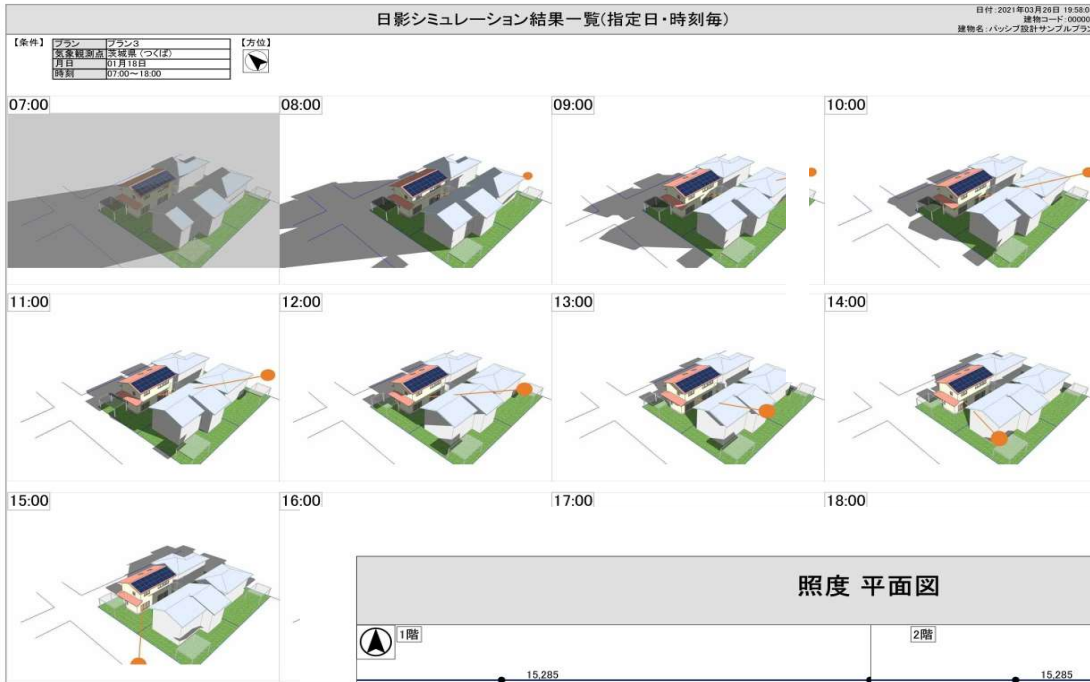 日影シミュレーション結果一覧(指定日・時刻毎)
日付:2021年03月26日 19:58:0
建物コード:00000
建物名:パッシブ設計サンプルプラン
【条件】
プラン プラン3
気象観測点 茨城県(つくば)
月日 01月18日
時刻 07:00～18:00
【方位】
07:00
08:00
09:00
10:00
11:00
12:00
13:00
14:00
15:00
16:00
17:00
18:00
照度 平面図
1階
2階
15,285
15,285